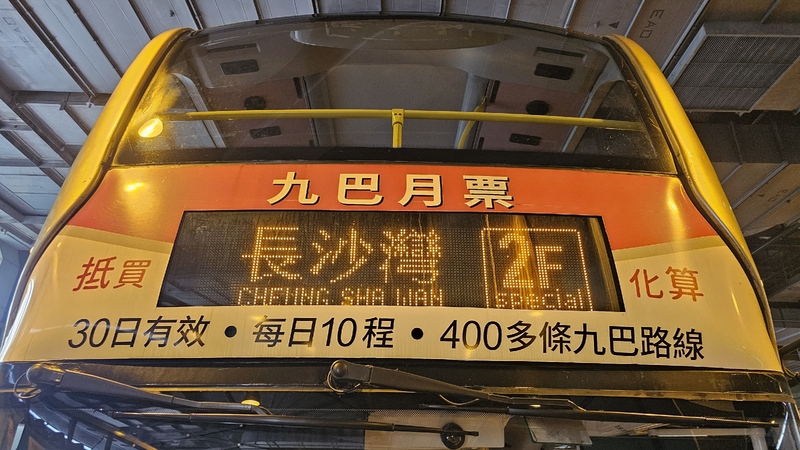 九巴月票
抵買
長沙灣
CHEUNG SHA WAN
2F
special
化算
30日有效 • 每日10程 • 400多條九巴路線